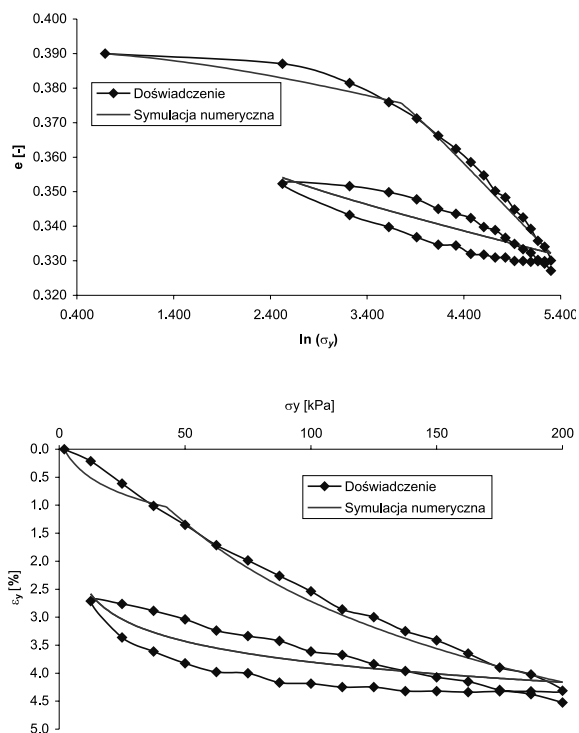 0.400
0.390
0.380
0.370
0.360
0.350
0.340
0.330
0.320
e [-]
Doświadczenie
Symulacja numeryczna
0.400 1.400 2.400 3.400 4.400 5.400
ln (σy)
σy [kPa]
0 50 100 150 200
0.0
0.5
1.0
1.5
2.0
2.5
3.0
3.5
4.0
4.5
5.0
εy [%]
Doświadczenie
Symulacja numeryczna